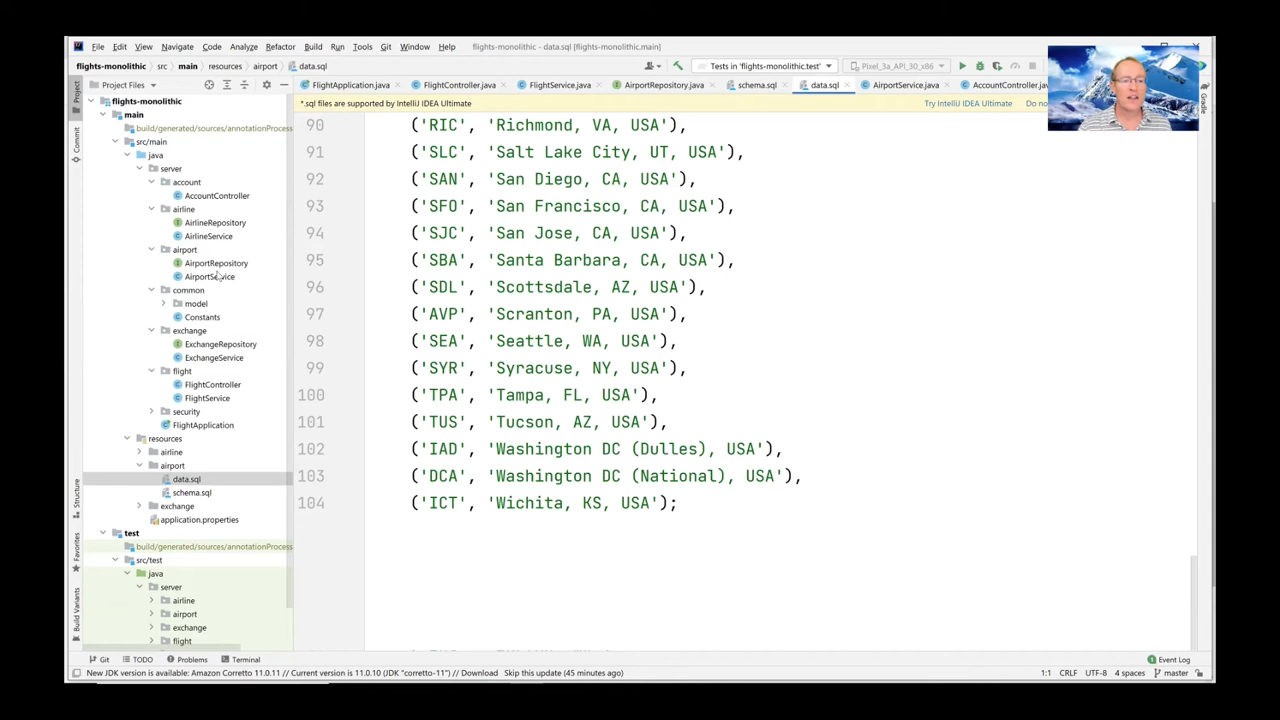 File Edit View Navigate Code Analyze Refactor Build Run Tools Git Window Help flights-monolithic - data.sql [flights-monolithic.main]
flights-monolithic src main resources airport data.sql Tests in 'flights-monolithic.test' Pixel_3a_API_30_x86
Project Files FlightApplication.java FlightController.java FlightService.java AirportRepository.java schema.sql data.sql AirportService.java AccountController.java
*.sql files are supported by IntelliJ IDEA Ultimate Try IntelliJ IDEA Ultimate Do no
Project
Commit
Structure
Favorites
Build Variants
Gradle
flights-monolithic
main
build/generated/sources/annotationProcess
src/main
java
server
account
AccountController
airline
AirlineRepository
AirlineService
airport
AirportRepository
AirportService
common
model
Constants
exchange
ExchangeRepository
ExchangeService
flight
FlightController
FlightService
security
FlightApplication
resources
airline
airport
data.sql
schema.sql
exchange
application.properties
test
build/generated/sources/annotationProcess
src/test
java
server
airline
airport
exchange
flight
90 ('RIC', 'Richmond, VA, USA'),
91 ('SLC', 'Salt Lake City, UT, USA'),
92 ('SAN', 'San Diego, CA, USA'),
93 ('SFO', 'San Francisco, CA, USA'),
94 ('SJC', 'San Jose, CA, USA'),
95 ('SBA', 'Santa Barbara, CA, USA'),
96 ('SDL', 'Scottsdale, AZ, USA'),
97 ('AVP', 'Scranton, PA, USA'),
98 ('SEA', 'Seattle, WA, USA'),
99 ('SYR', 'Syracuse, NY, USA'),
100 ('TPA', 'Tampa, FL, USA'),
101 ('TUS', 'Tucson, AZ, USA'),
102 ('IAD', 'Washington DC (Dulles), USA'),
103 ('DCA', 'Washington DC (National), USA'),
104 ('ICT', 'Wichita, KS, USA');
Git TODO Problems Terminal Event Log
New JDK version is available: Amazon Corretto 11.0.11 // Current version is 11.0.10 (JDK "corretto-11") // Download Skip this update (45 minutes ago) 1:1 CRLF UTF-8 4 spaces master